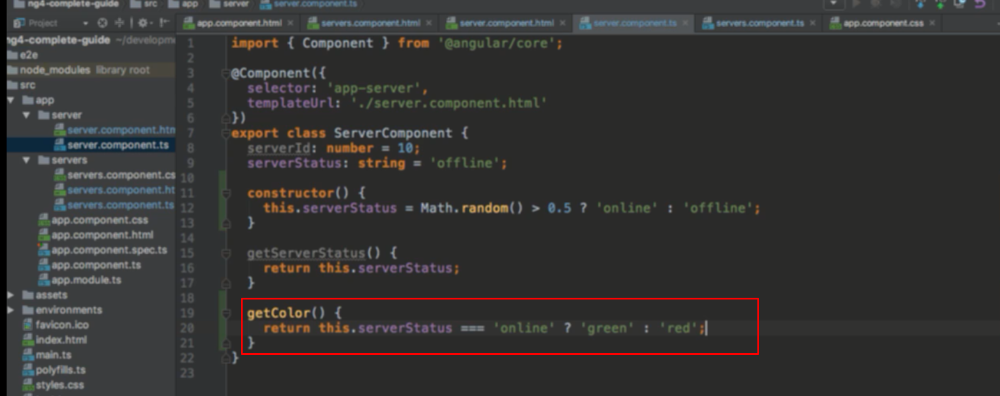 ng4-complete-guide src app server server.component.ts
Project
app.component.html servers.component.html server.component.html server.component.ts servers.component.ts app.component.css
ng4-complete-guide ~/developme
e2e
node_modules library root
src
app
server
server.component.htm
server.component.ts
servers
servers.component.cs
servers.component.ht
servers.component.ts
app.component.css
app.component.html
app.component.spec.ts
app.component.ts
app.module.ts
assets
environments
favicon.ico
index.html
main.ts
polyfills.ts
styles.css
1 import { Component } from '@angular/core';
2
3 @Component({
4 selector: 'app-server',
5 templateUrl: './server.component.html'
6 })
7 export class ServerComponent {
8 serverId: number = 10;
9 serverStatus: string = 'offline';
10
11 constructor() {
12 this.serverStatus = Math.random() > 0.5 ? 'online' : 'offline';
13 }
14
15 getServerStatus() {
16 return this.serverStatus;
17 }
18
19 getColor() {
20 return this.serverStatus === 'online' ? 'green' : 'red';
21 }
22 }
23